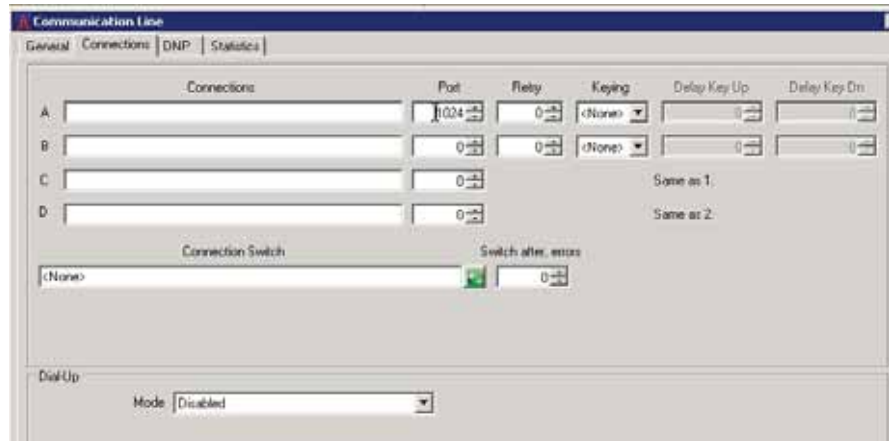 Communication Line
General Connections DNP Statistics
Connections Port Retry Keying Delay Key Up Delay Key Dn
A 1024 0 <None> 0 0
B 0 0 <None> 0 0
C 0 Same as 1.
D 0 Same as 2.
Connection Switch Switch after, errors
<None> 0
Dial-Up
Mode Disabled